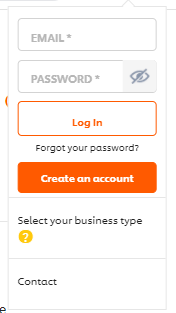 EMAIL *
PASSWORD *
Log In
Forgot your password?
Create an account
Select your business type
?
Contact
e